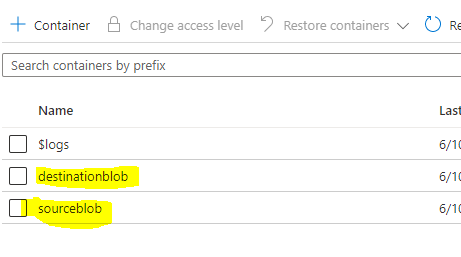 + Container Change access level Restore containers Re
Search containers by prefix
Name Last
$logs 6/10
destinationblob 6/10
sourceblob 6/10